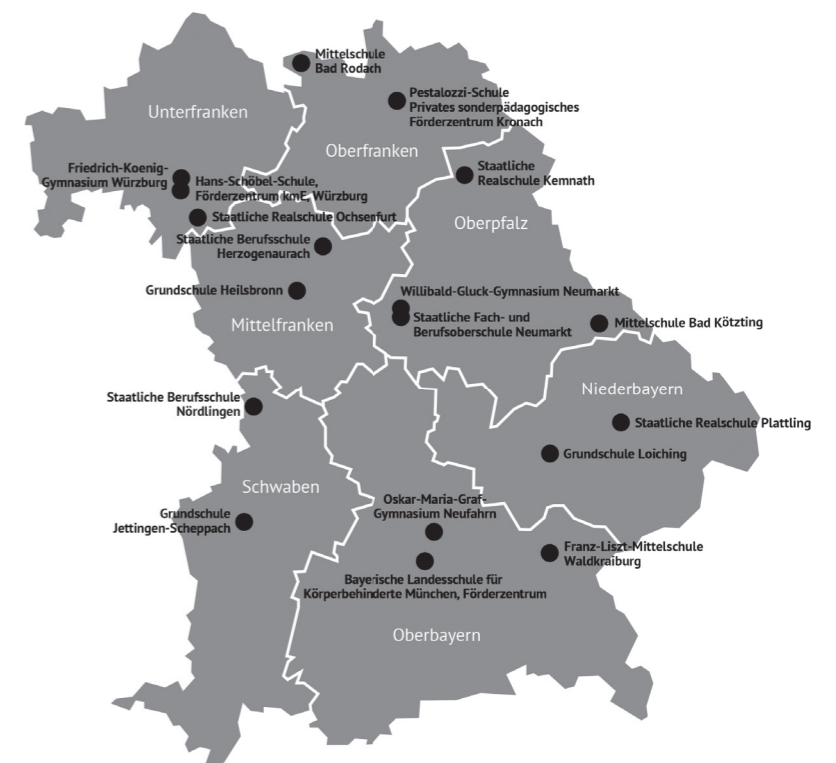 Mittelschule
Bad Rodach
Pestalozzi-Schule
Privates sonderpädagogisches
Förderzentrum Kronach
Unterfranken
Oberfranken
Friedrich-Koenig-
Gymnasium Würzburg
Hans-Schöbel-Schule,
Förderzentrum kmE, Würzburg
Staatliche
Realschule Kemnath
Staatliche Realschule Ochsenfurt
Oberpfalz
Staatliche Berufsschule
Herzogenaurach
Grundschule Heilsbronn
Willibald-Gluck-Gymnasium Neumarkt
Staatliche Fach- und
Berufsoberschule Neumarkt
Mittelschule Bad Kötzting
Mittelfranken
Niederbayern
Staatliche Berufsschule
Nördlingen
Staatliche Realschule Plattling
Grundschule Loiching
Schwaben
Oskar-Maria-Graf-
Gymnasium Neufahrn
Grundschule
Jettingen-Scheppach
Franz-Liszt-Mittelschule
Waldkraiburg
Bayerische Landesschule für
Körperbehinderte München, Förderzentrum
Oberbayern